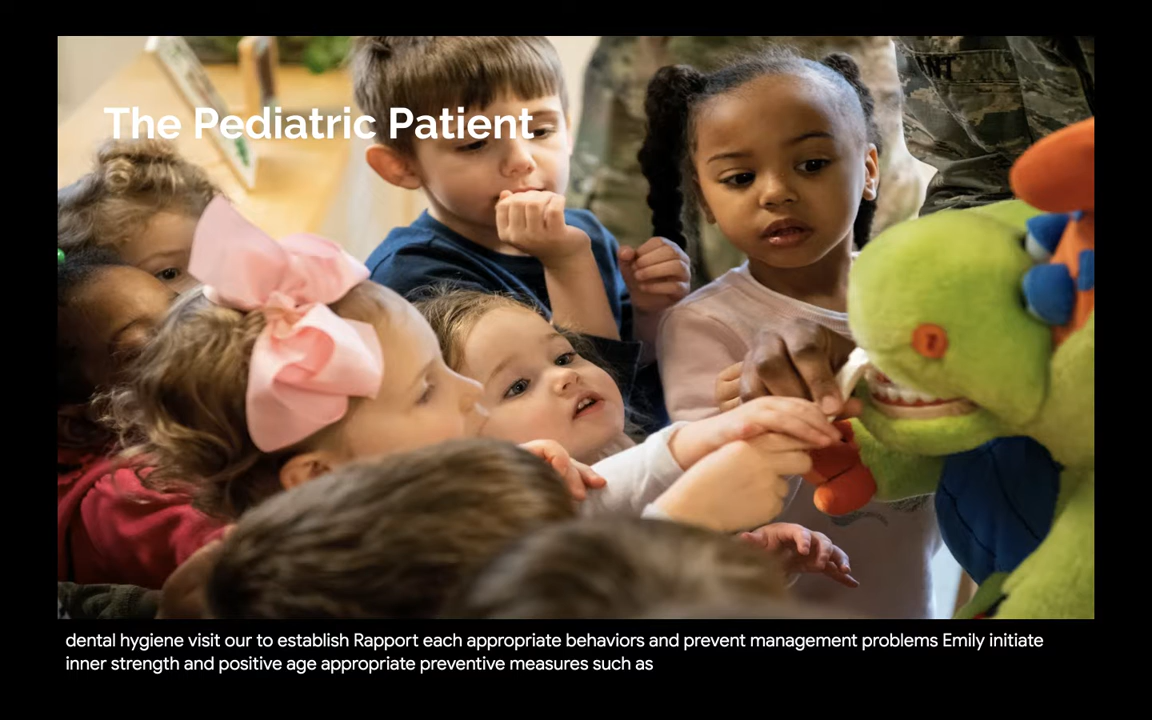 The Pediatric Patient
dental hygiene visit our to establish Rapport each appropriate behaviors and prevent management problems Emily initiate
inner strength and positive age appropriate preventive measures such as